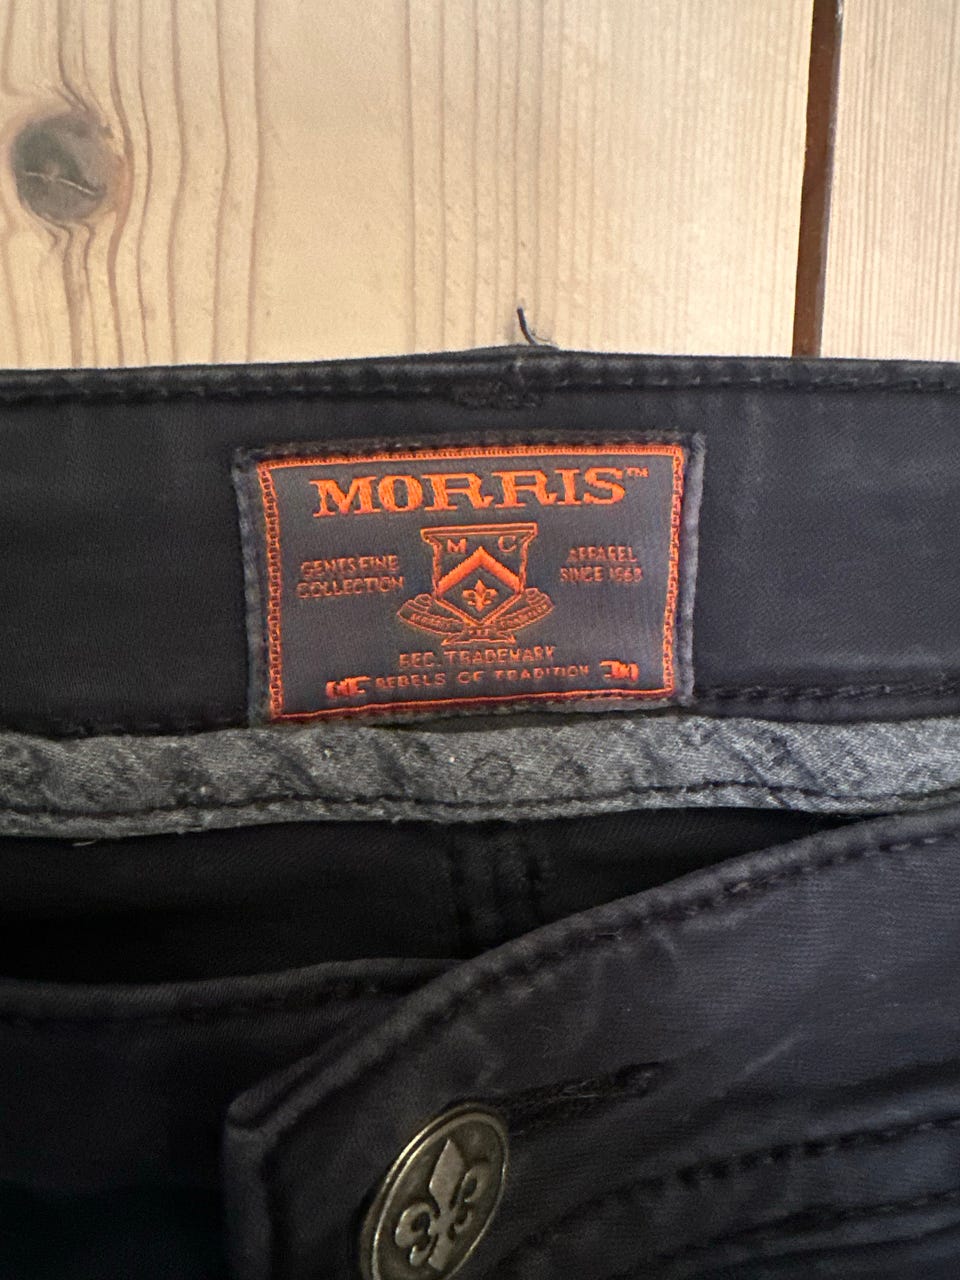 MORRIS™
M C
GENTS FINE
COLLECTION
APPAREL
SINCE 1963
REG. TRADEMARK
REBELS OF TRADITION